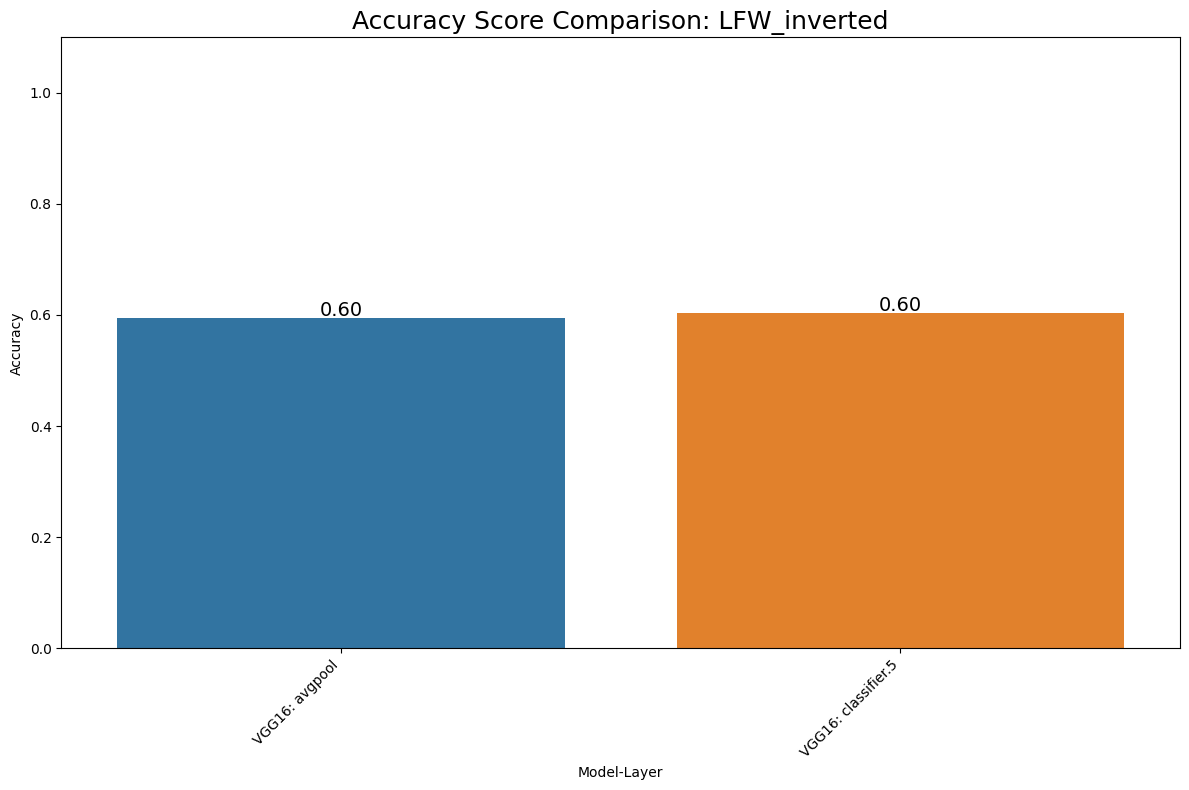 Accuracy Score Comparison: LFW_inverted
1.0
0.8
0.6
0.4
0.2
0.0
Accuracy
0.60
0.60
VGG16: avgpool
VGG16: classifier.5
Model-Layer